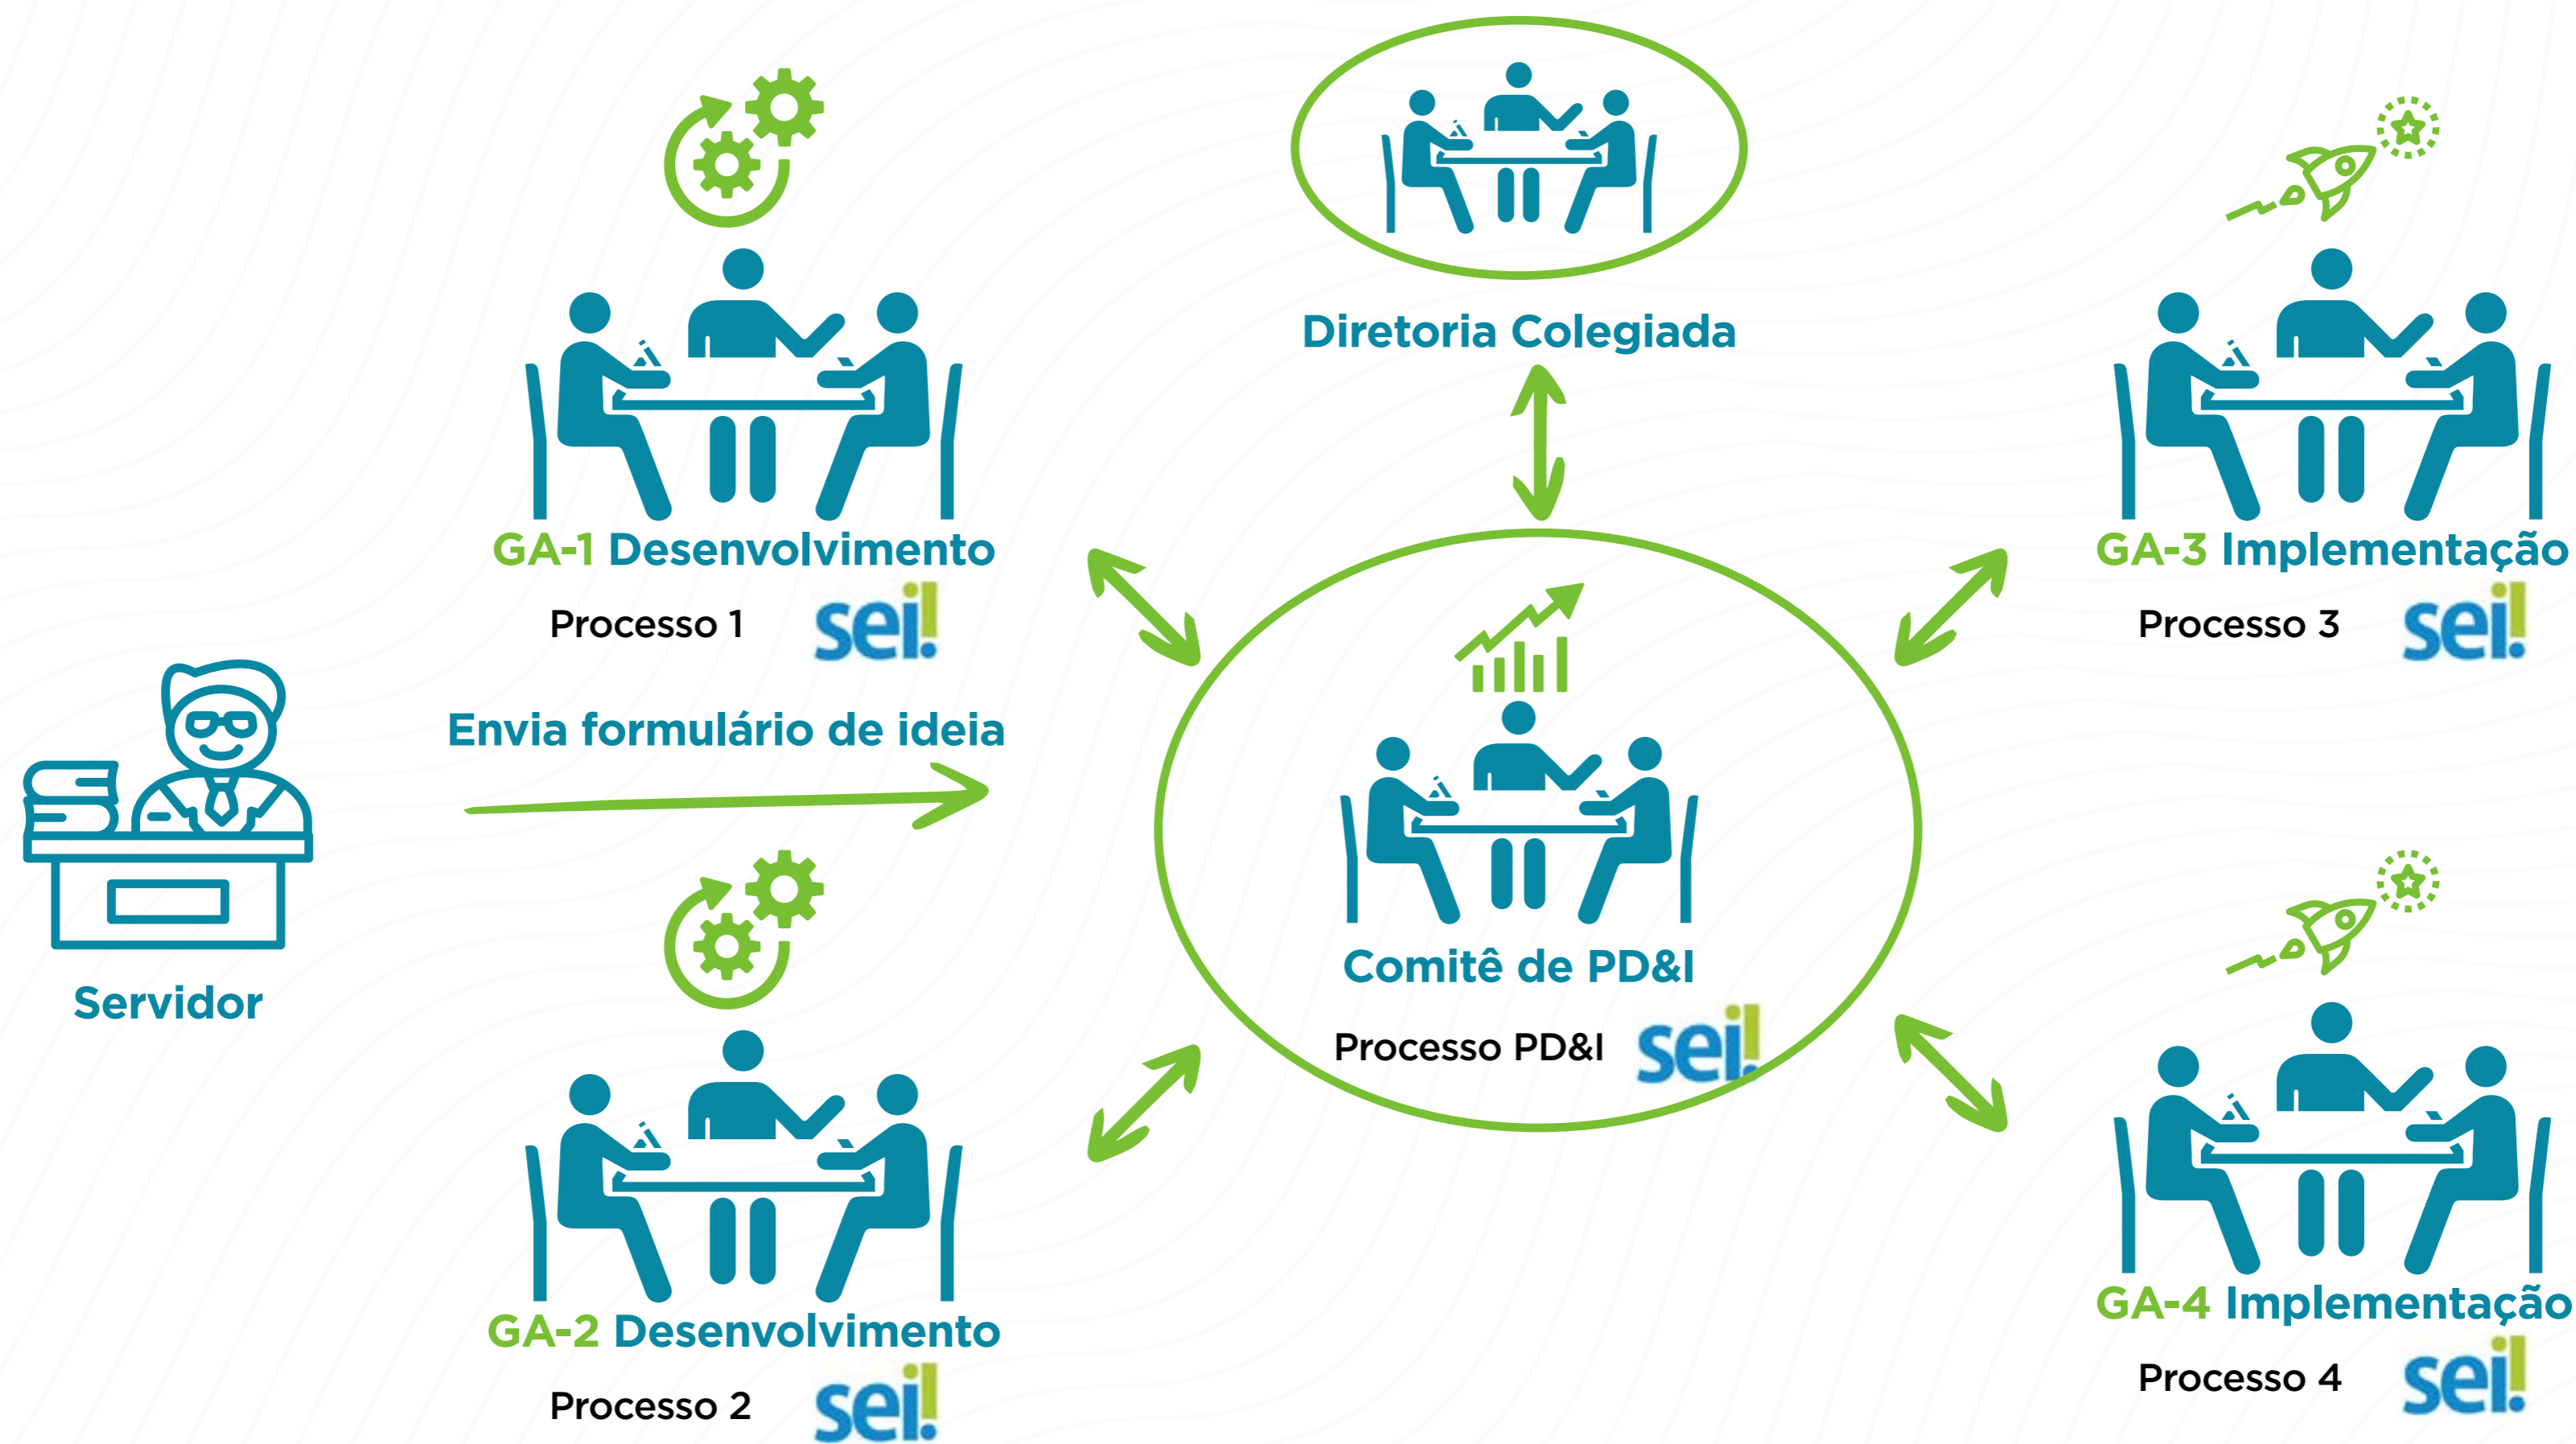 Diretoria Colegiada
GA-1 Desenvolvimento
Processo 1
sei!
GA-3 Implementação
Processo 3
sei!
Envia formulário de ideia
Servidor
Comitê de PD&I
Processo PD&I
sei!
GA-2 Desenvolvimento
Processo 2
sei!
GA-4 Implementação
Processo 4
sei!